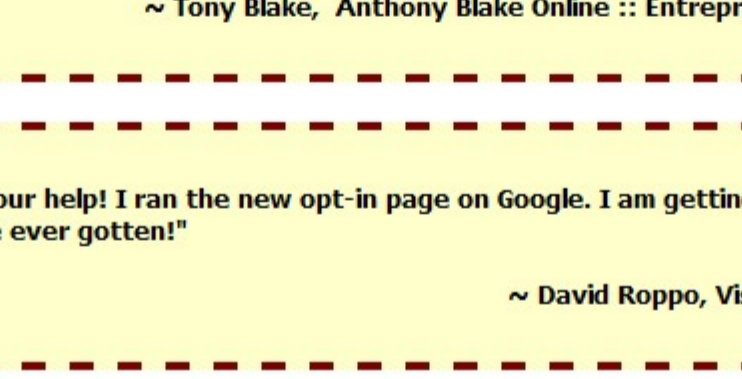 ~ Tony Blake, Anthony Blake Online :: Entrepr
our help! I ran the new opt-in page on Google. I am gettin
ever gotten!"
~ David Roppo, Vis